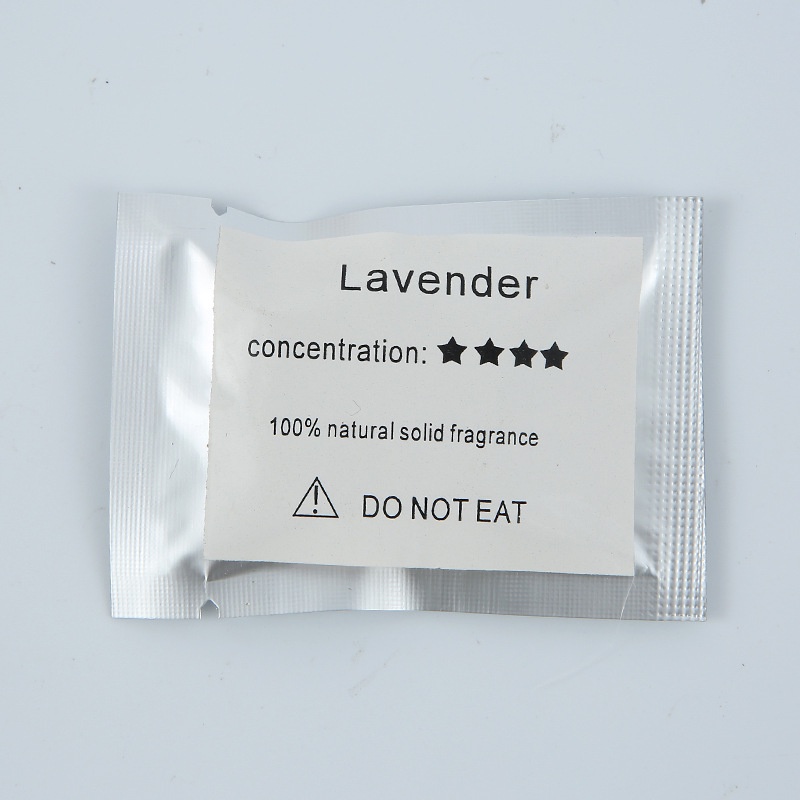 Lavender
concentration: ★★★★
100% natural solid fragrance
⚠ DO NOT EAT